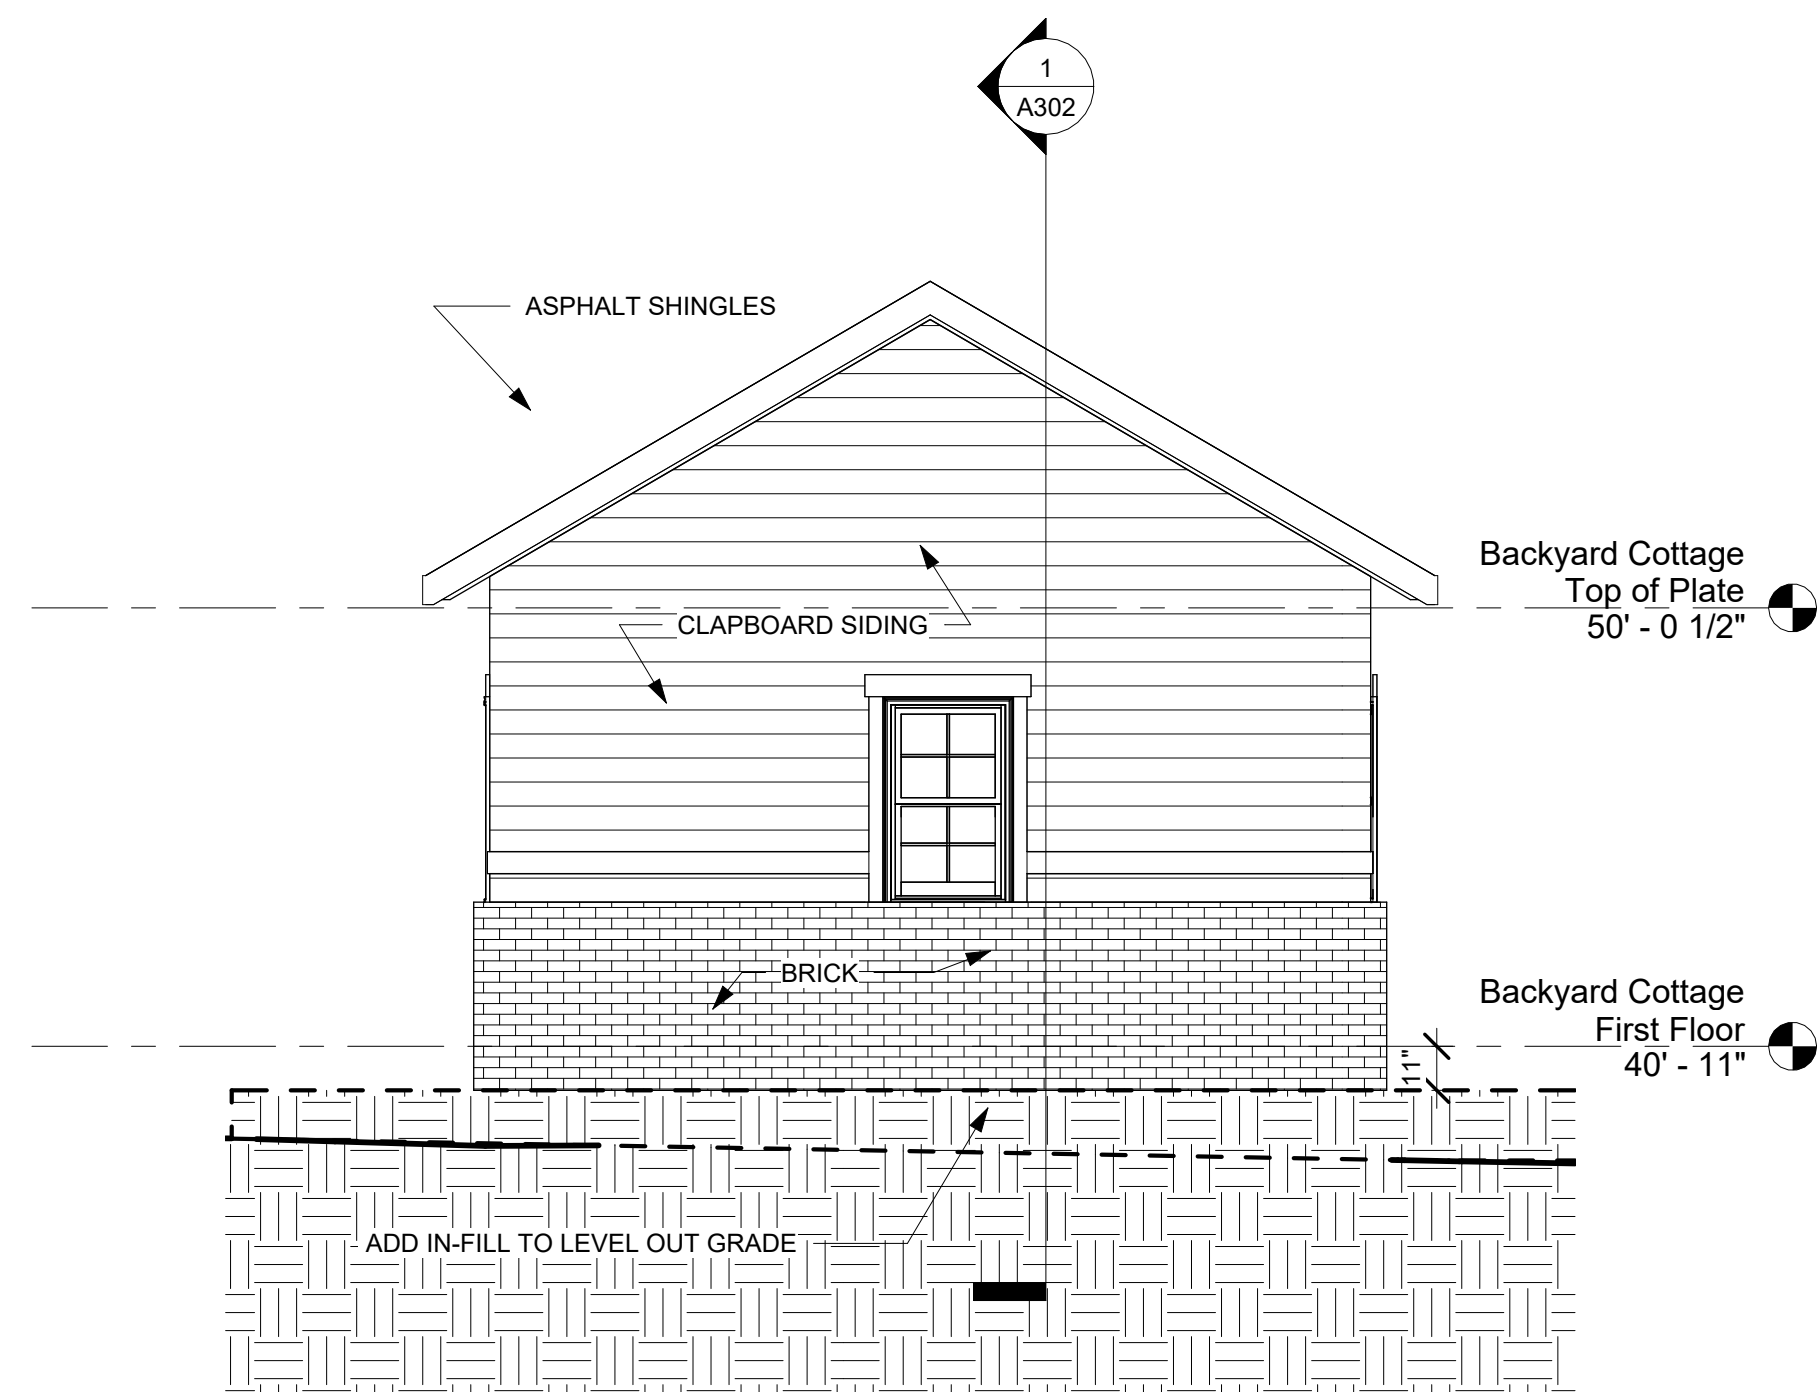 1
A302
ASPHALT SHINGLES
Backyard Cottage
Top of Plate
50' - 0 1/2"
CLAPBOARD SIDING
BRICK
Backyard Cottage
First Floor
40' - 11"
11"
ADD IN-FILL TO LEVEL OUT GRADE